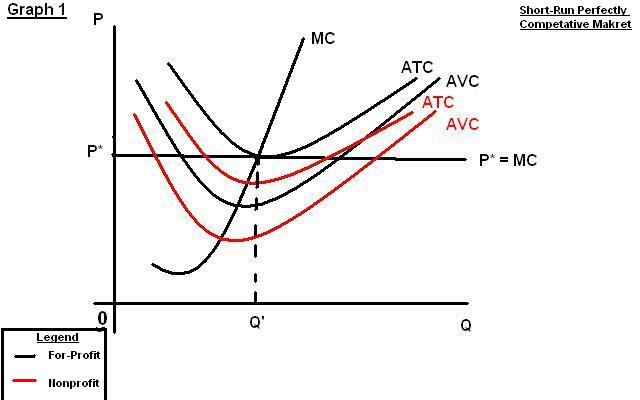 Graph 1
Short-Run Perfectly
Competative Makret
P
MC
ATC
AVC
ATC
AVC
P*
P* = MC
0
Q'
Q
Legend
For-Profit
Nonprofit